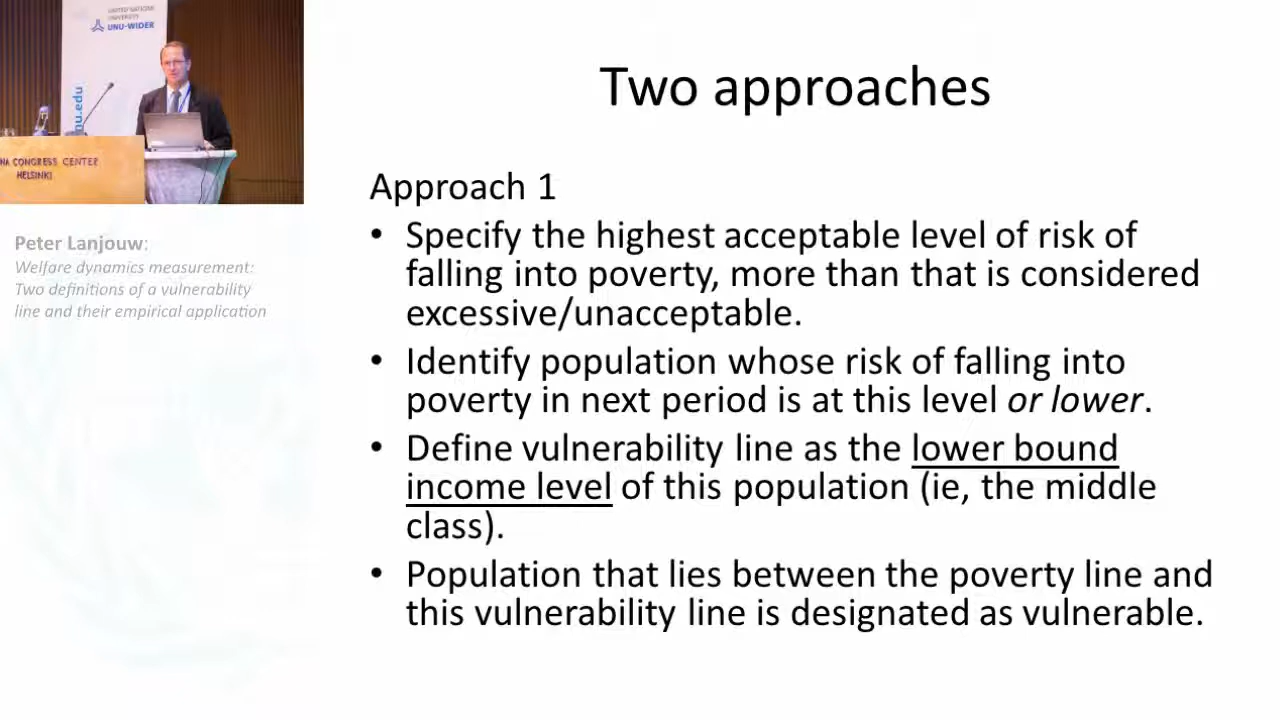 UNITED NATIONS
UNIVERSITY
UNU-WIDER
nu.edu
NA CONGRESS CENTER
HELSINKI
Peter Lanjouw:
Welfare dynamics measurement:
Two definitions of a vulnerability
line and their empirical application
Two approaches
Approach 1
• Specify the highest acceptable level of risk of
falling into poverty, more than that is considered
excessive/unacceptable.
• Identify population whose risk of falling into
poverty in next period is at this level or lower.
• Define vulnerability line as the lower bound
income level of this population (ie, the middle
class).
• Population that lies between the poverty line and
this vulnerability line is designated as vulnerable.